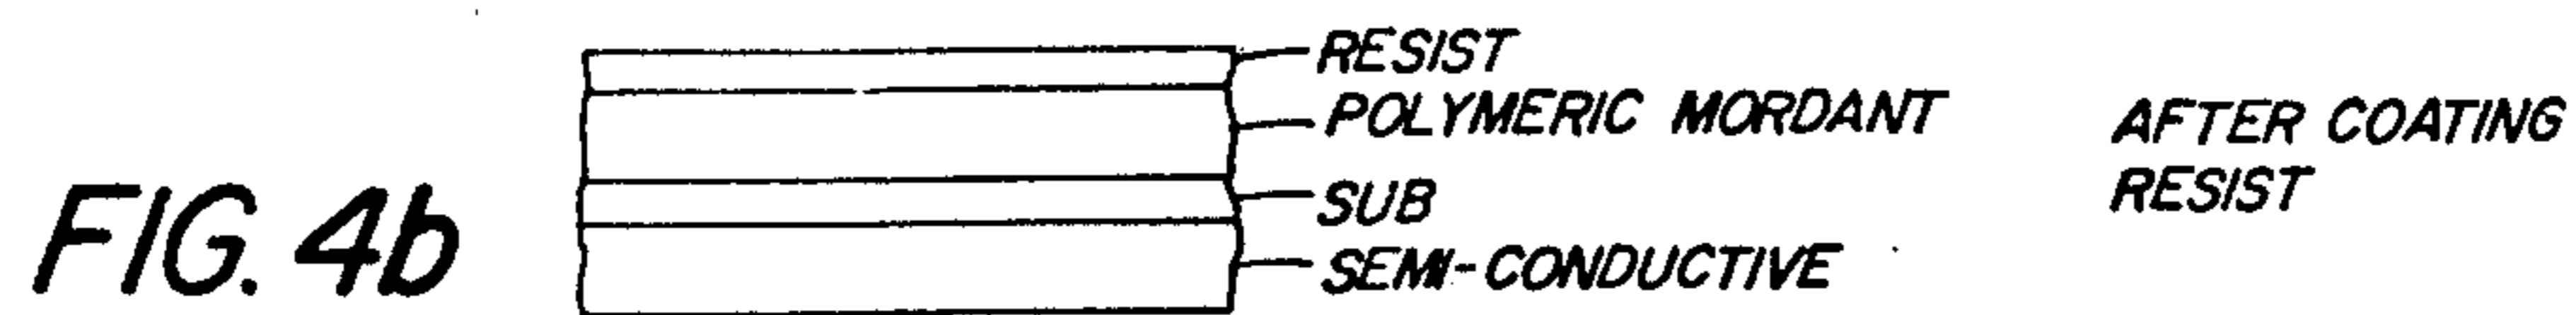 FIG. 4b
RESIST
POLYMERIC MORDANT
SUB
SEMI-CONDUCTIVE
AFTER COATING
RESIST